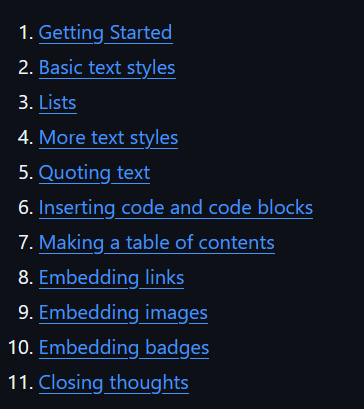 1. Getting Started
2. Basic text styles
3. Lists
4. More text styles
5. Quoting text
6. Inserting code and code blocks
7. Making a table of contents
8. Embedding links
9. Embedding images
10. Embedding badges
11. Closing thoughts